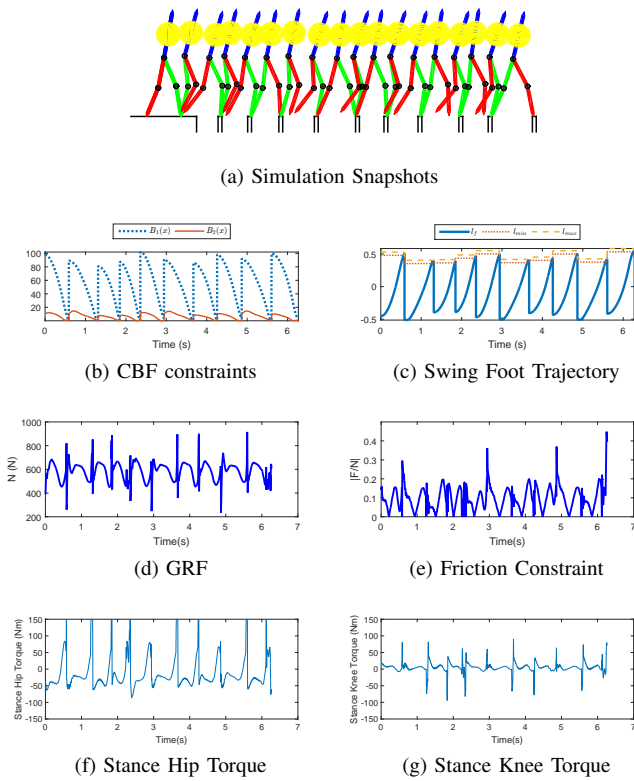 (a) Simulation Snapshots
B₁(x) B₂(x)
100
80
60
40
20
0 1 2 3 4 5 6
Time (s)
(b) CBF constraints
l_f l_min l_max
0.5
0
-0.5
0 1 2 3 4 5 6
Time (s)
(c) Swing Foot Trajectory
N (N)
1000
800
600
400
200
0 1 2 3 4 5 6 7
Time(s)
(d) GRF
|F/N|
0.4
0.3
0.2
0.1
0
0 1 2 3 4 5 6 7
Time(s)
(e) Friction Constraint
Stance Hip Torque (Nm)
150
100
50
0
-50
-100
-150
0 1 2 3 4 5 6 7
Time(s)
(f) Stance Hip Torque
Stance Knee Torque (Nm)
150
100
50
0
-50
-100
-150
0 1 2 3 4 5 6 7
Time(s)
(g) Stance Knee Torque